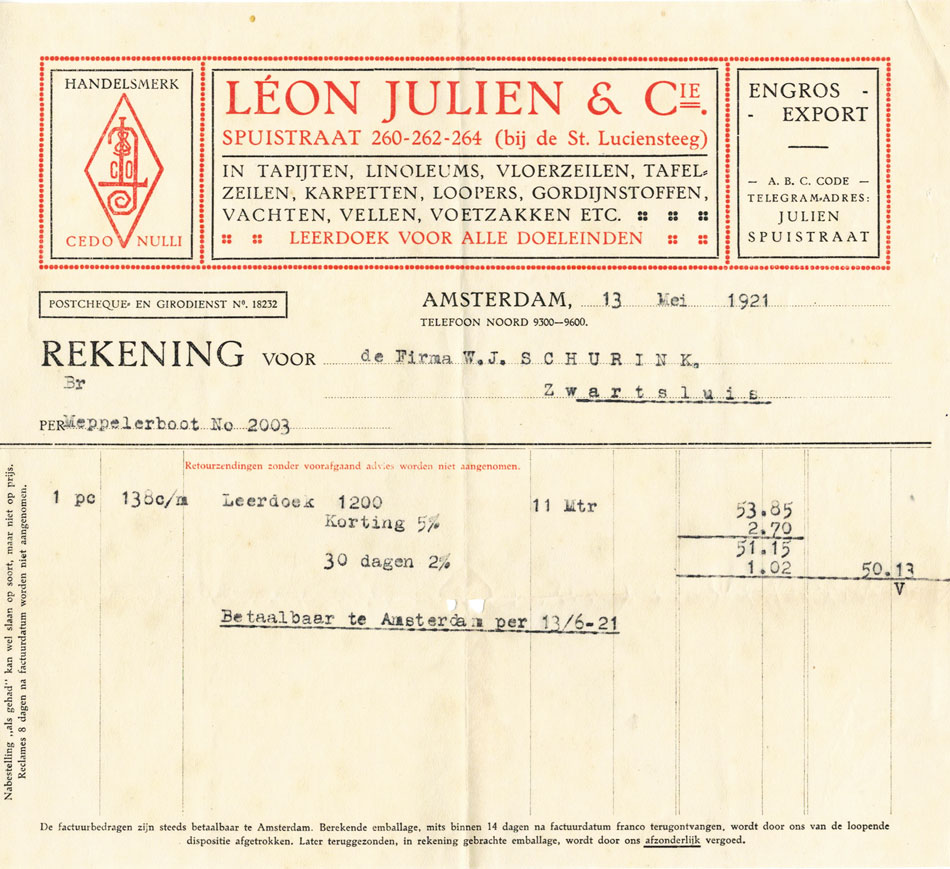 HANDELSMERK
CEDO NULLI
LÉON JULIEN & CIE.
SPUISTRAAT 260-262-264 (bij de St. Luciensteeg)
IN TAPIJTEN, LINOLEUMS, VLOERZEILEN, TAFEL-
ZEILEN, KARPETTEN, LOOPERS, GORDIJNSTOFFEN,
VACHTEN, VELLEN, VOETZAKKEN ETC.
LEERDOEK VOOR ALLE DOELEINDEN
ENGROS -
- EXPORT
— A. B. C. CODE —
TELEGRAM-ADRES:
JULIEN
SPUISTRAAT
POSTCHEQUE- EN GIRODIENST No. 18232
AMSTERDAM, 13 Mei 1921
TELEFOON NOORD 9300—9600.
REKENING VOOR de Firma W.J. SCHURINK.
Br
Zwartsluis
PER Meppelerboot No 2003
Retourzendingen zonder voorafgaand advies worden niet aangenomen.
1 pc 138c/m Leerdoek 1200 11 Mtr 53.85
Korting 5% 2.70
51.15
30 dagen 2% 1.02 50.13
V
Betaalbaar te Amsterdam per 13/6-21
Nabestelling „als gehad" kan wel slaan op soort, maar niet op prijs.
Reclames 8 dagen na factuurdatum worden niet aangenomen.
De factuurbedragen zijn steeds betaalbaar te Amsterdam. Berekende emballage, mits binnen 14 dagen na factuurdatum franco terugontvangen, wordt door ons van de loopende
dispositie afgetrokken. Later teruggezonden, in rekening gebrachte emballage, wordt door ons afzonderlijk vergoed.